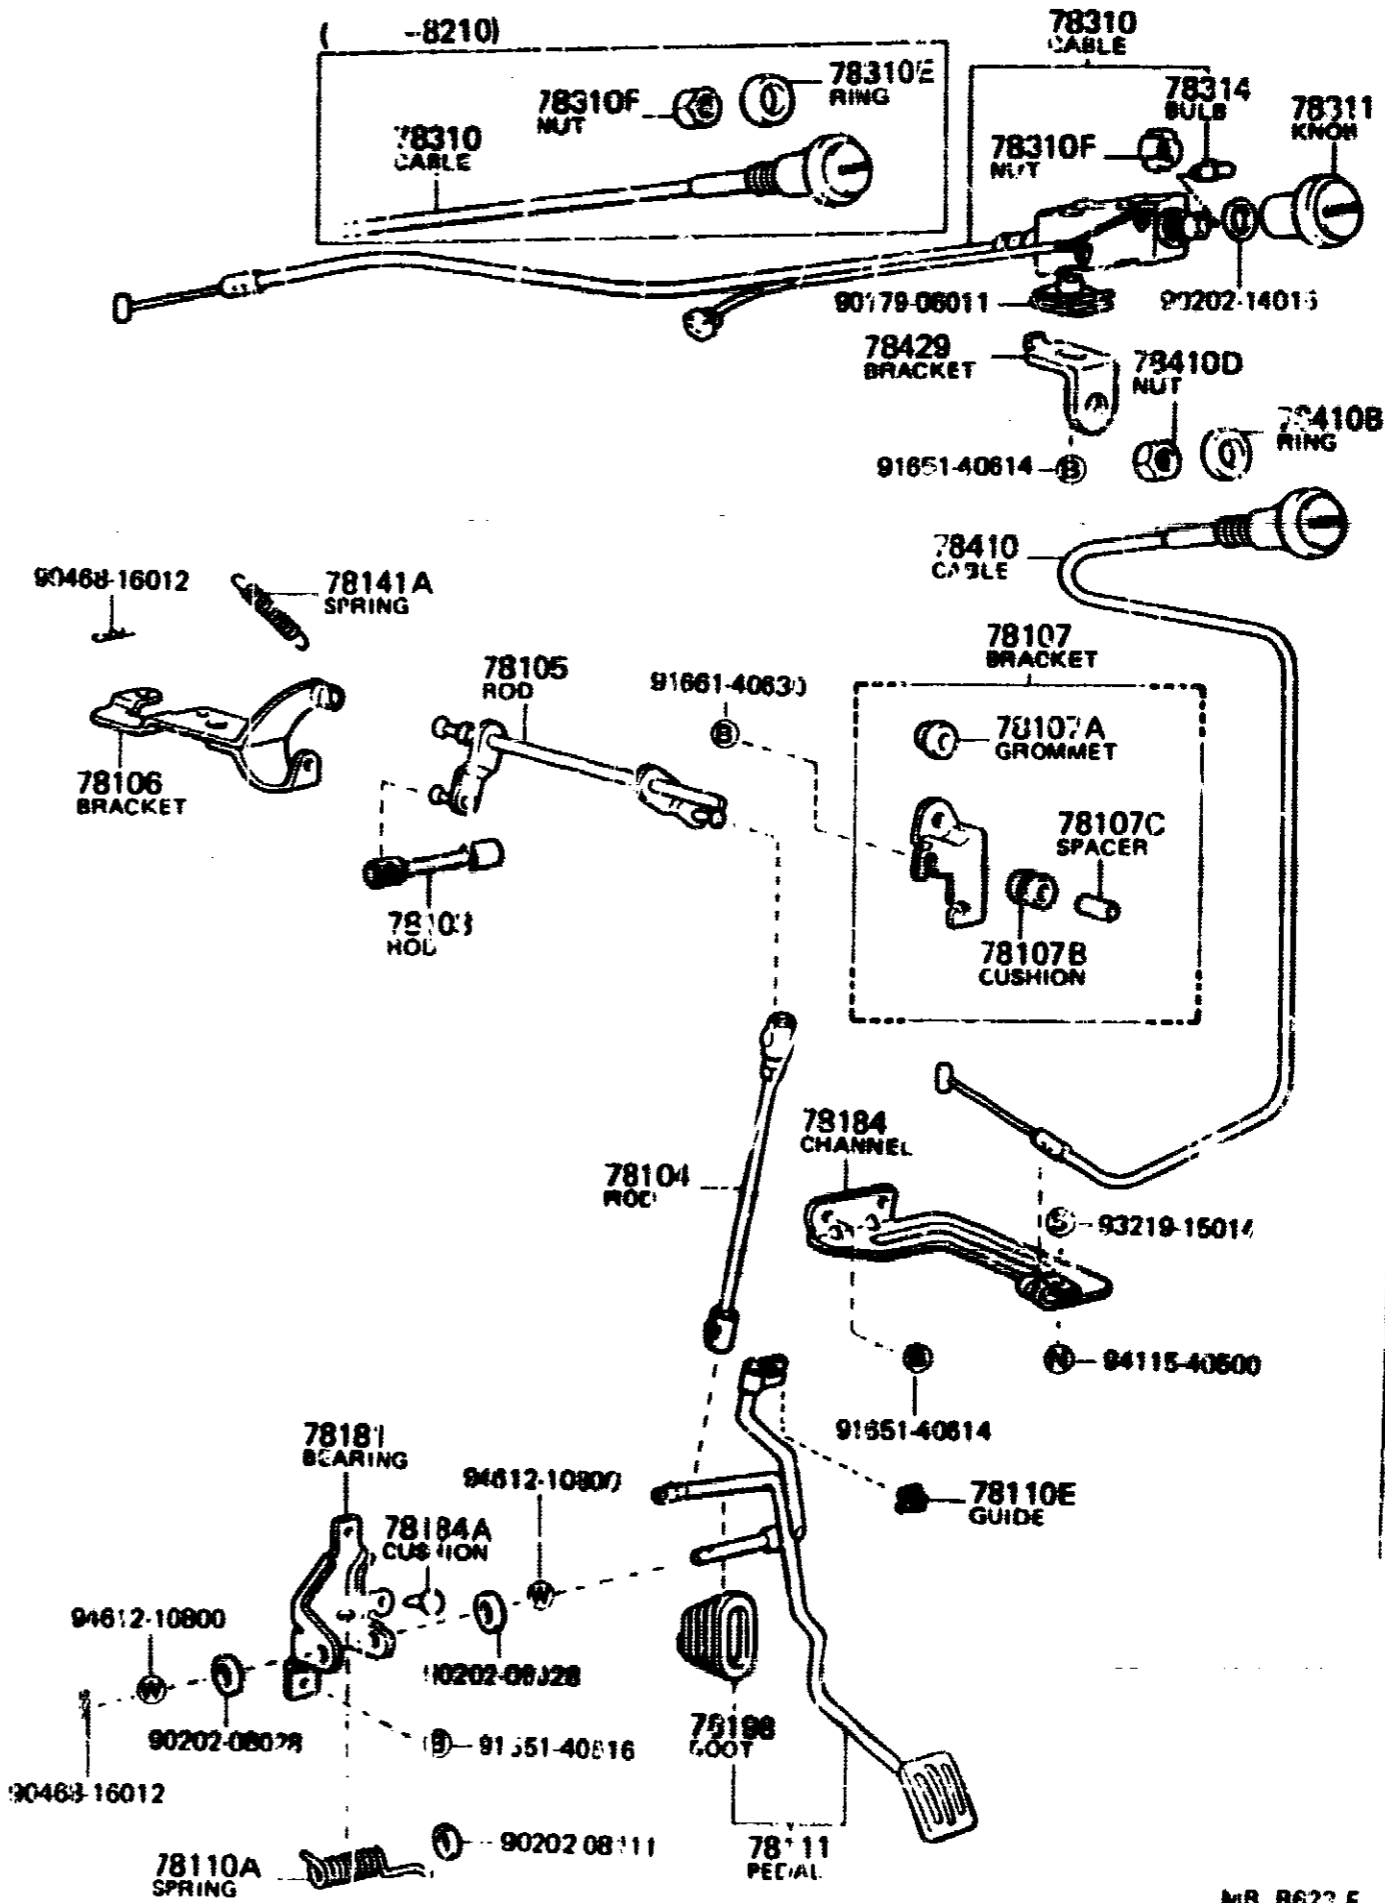 ( -8210)
78310
CABLE
78310E
RING
78310F
NUT
78314
BULB
78311
KNOB
78310
CABLE
78310F
NUT
90179-06011
90202-14015
78429
BRACKET
78410D
NUT
78410B
RING
91651-40614
B
78410
CABLE
90468-16012
78141A
SPRING
78107
BRACKET
78105
ROD
91661-40630
B
78107A
GROMMET
78106
BRACKET
78107C
SPACER
78103
ROD
78107B
CUSHION
78184
CHANNEL
78104
ROD
S
93219-15014
B
N
94115-40500
91651-40614
78181
BEARING
94612-10800
78110E
GUIDE
78184A
CUSHION
W
94612-10800
W
90202-08028
90202-08028
78198
BOOT
B
90468-16012
90202-08111
78111
PEDAL
78110A
SPRING